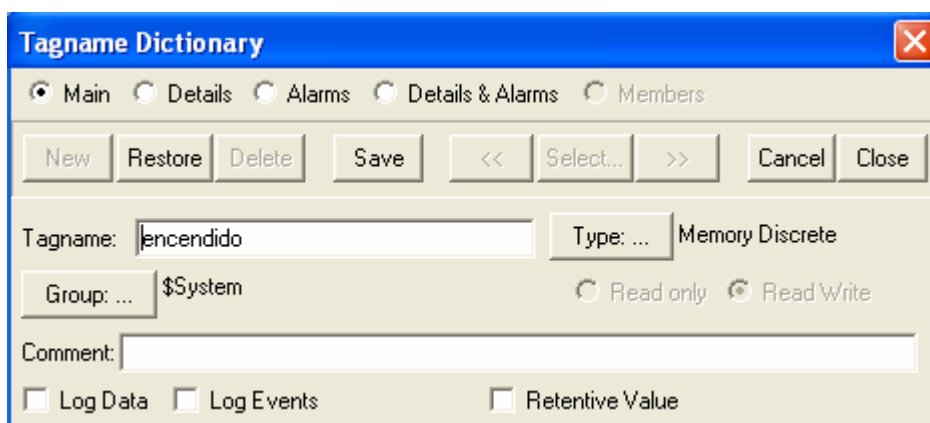 Tagname Dictionary
Main Details Alarms Details & Alarms Members
New Restore Delete Save << Select... >> Cancel Close
Tagname: encendido Type: ... Memory Discrete
Group: ... $System Read only Read Write
Comment:
Log Data Log Events Retentive Value